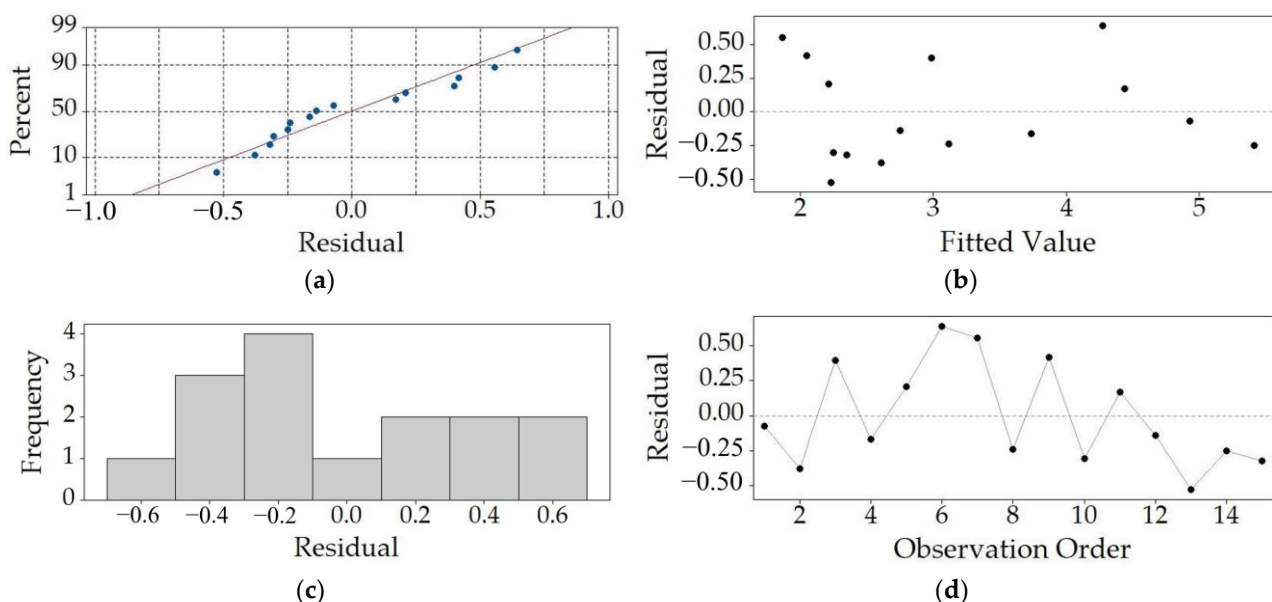 99
90
50
10
1
Percent
−1.0 −0.5 0.0 0.5 1.0
Residual
(a)
0.50
0.25
0.00
−0.25
−0.50
Residual
2 3 4 5
Fitted Value
(b)
4
3
2
1
0
Frequency
−0.6 −0.4 −0.2 0.0 0.2 0.4 0.6
Residual
(c)
0.50
0.25
0.00
−0.25
−0.50
Residual
2 4 6 8 10 12 14
Observation Order
(d)